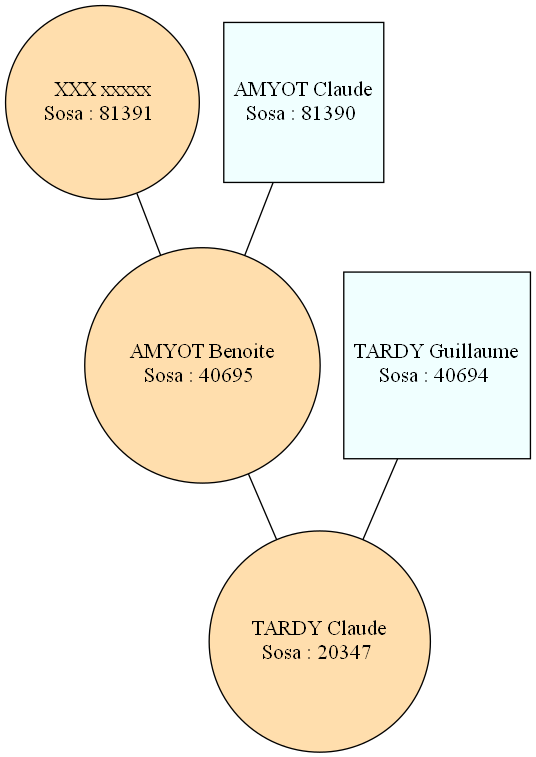 XXX xxxxx
Sosa : 81391
AMYOT Claude
Sosa : 81390
AMYOT Benoite
Sosa : 40695
TARDY Guillaume
Sosa : 40694
TARDY Claude
Sosa : 20347